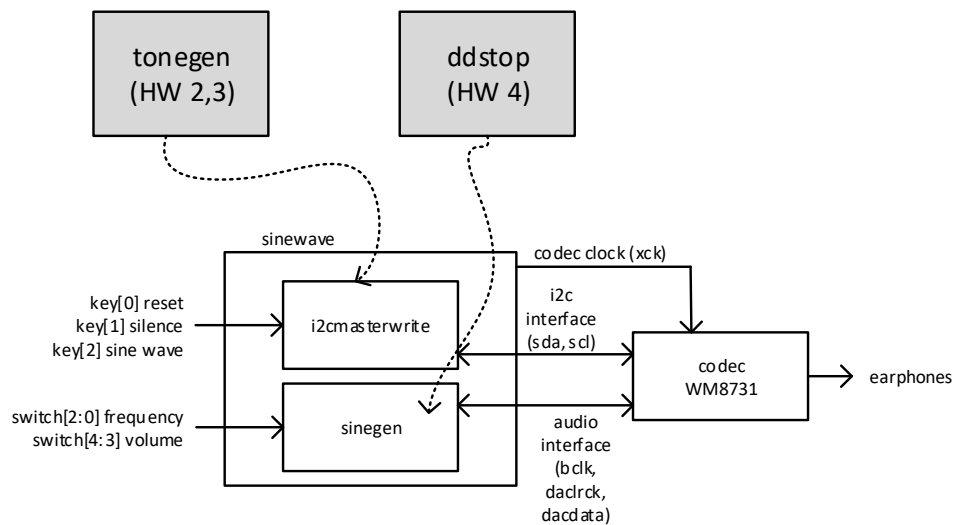 tonegen
(HW 2,3)
ddstop
(HW 4)
sinewave
codec clock (xck)
key[0] reset
key[1] silence
key[2] sine wave
i2cmasterwrite
i2c
interface
(sda, scl)
codec
WM8731
earphones
switch[2:0] frequency
switch[4:3] volume
sinegen
audio
interface
(bclk,
daclrck,
dacdata)